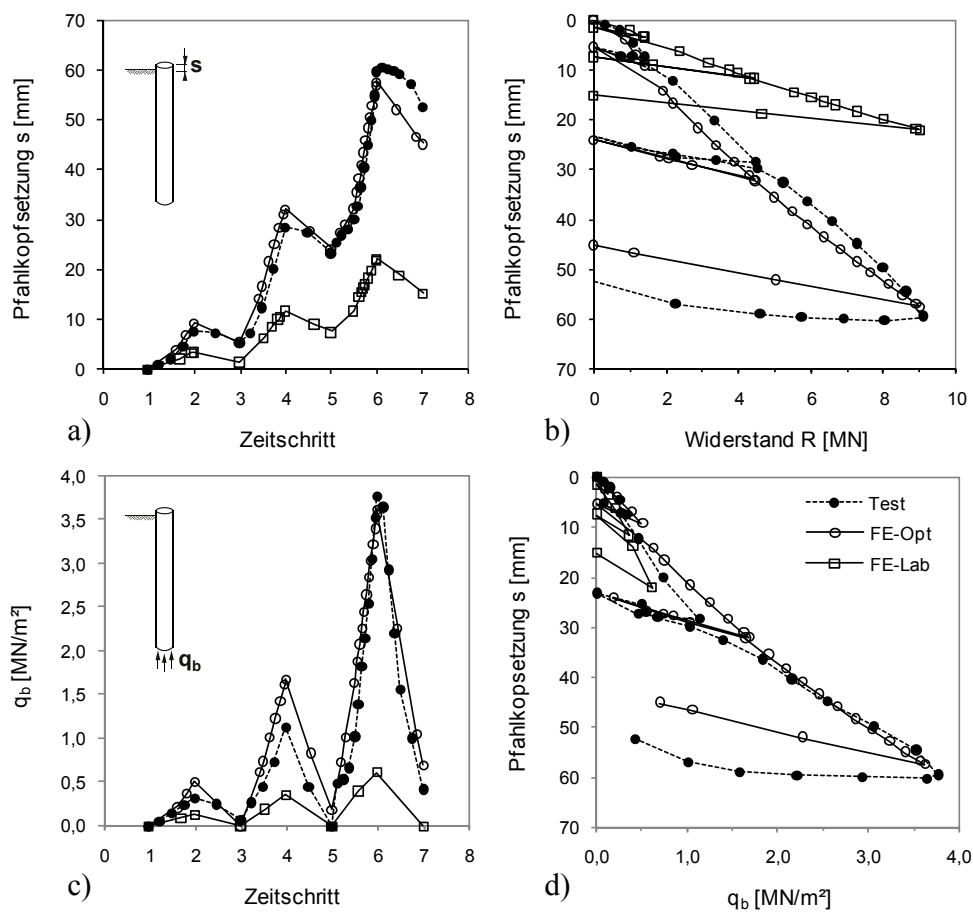 70
60
50
40
30
20
10
0
Pfahlkopfsetzung s [mm]
s
0 1 2 3 4 5 6 7 8
a)
Zeitschritt
0
10
20
30
40
50
60
70
Pfahlkopfsetzung s [mm]
0 2 4 6 8 10
b)
Widerstand R [MN]
4,0
3,5
3,0
2,5
2,0
1,5
1,0
0,5
0,0
q_b [MN/m²]
q_b
0 1 2 3 4 5 6 7 8
c)
Zeitschritt
0
10
20
30
40
50
60
70
Pfahlkopsetzung s [mm]
Test
FE-Opt
FE-Lab
0,0 1,0 2,0 3,0 4,0
d)
q_b [MN/m²]